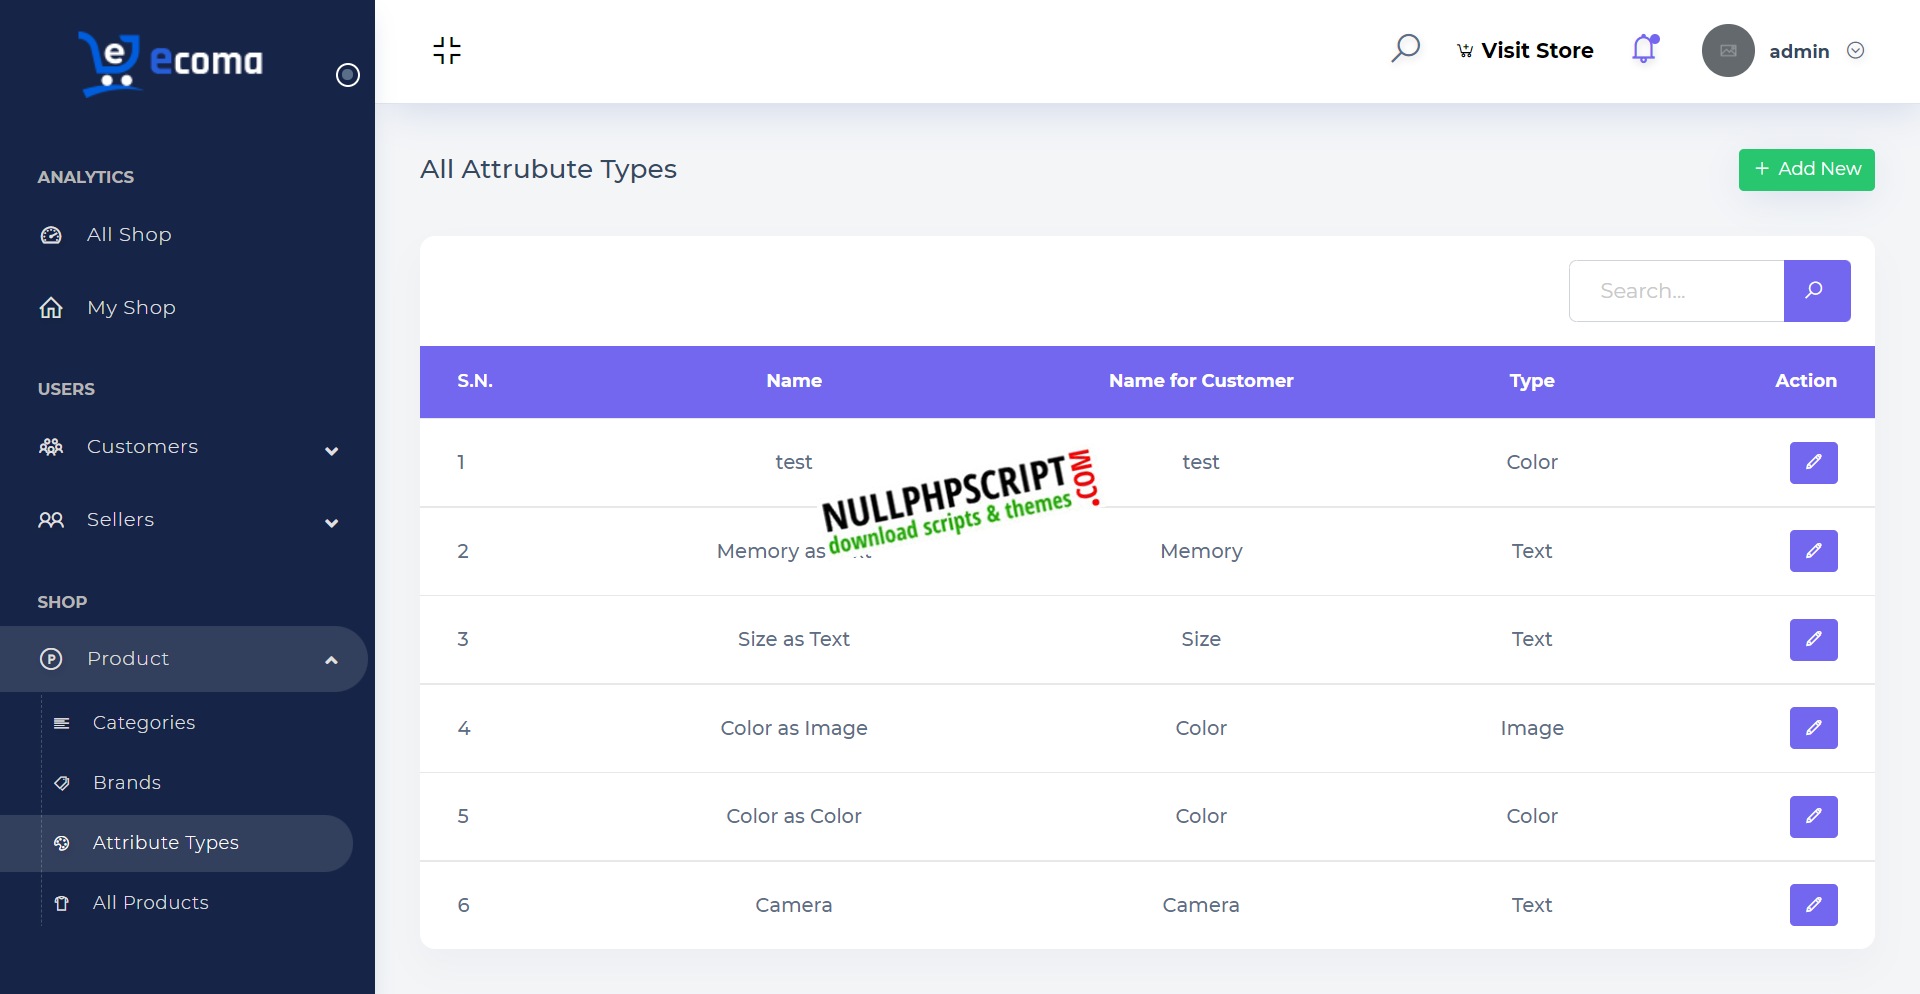 ecoma
Visit Store
admin
ANALYTICS
All Shop
My Shop
USERS
Customers
Sellers
SHOP
Product
Categories
Brands
Attribute Types
All Products
All Attrubute Types
+ Add New
Search...
S.N. Name Name for Customer Type Action
1 test test Color
2 Memory as Memory Text
3 Size as Text Size Text
4 Color as Image Color Image
5 Color as Color Color Color
6 Camera Camera Text
NULLPHPSCRIPT.COM
download scripts & themes